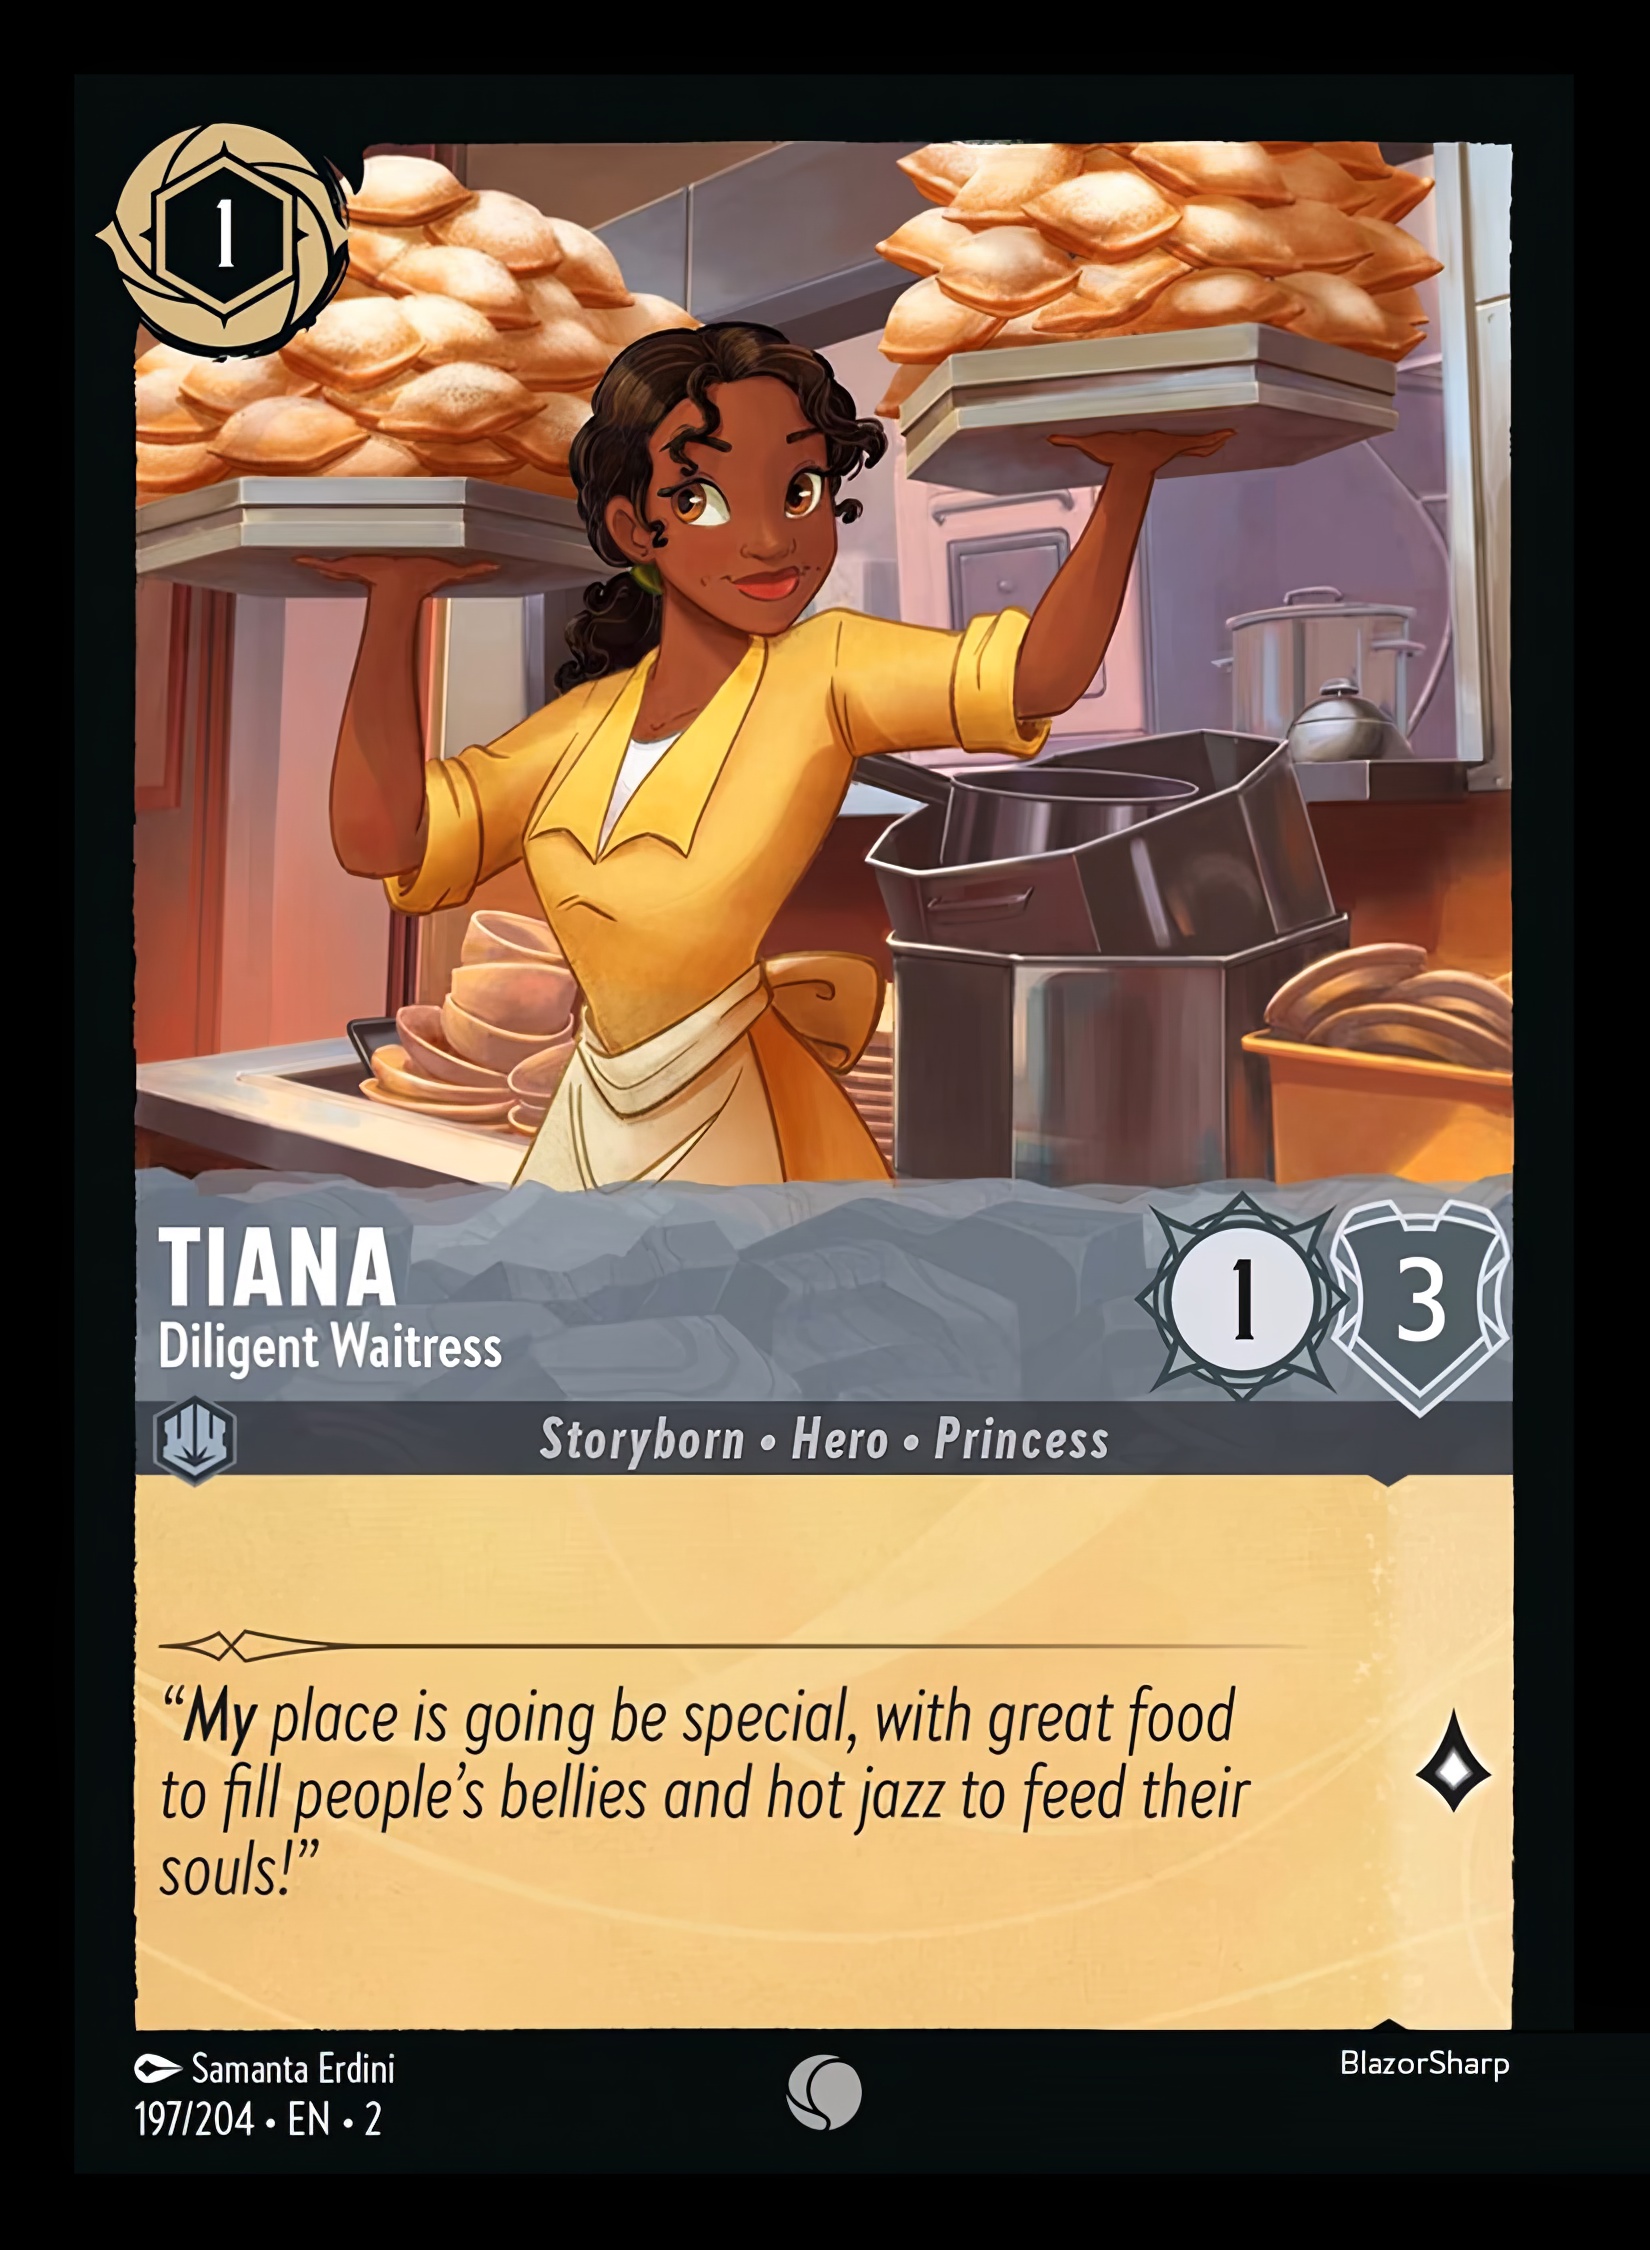 1
TIANA
Diligent Waitress
1
3
Storyborn • Hero • Princess
“My place is going be special, with great food
to fill people’s bellies and hot jazz to feed their
souls!”
Samanta Erdini
BlazorSharp
197/204 • EN • 2